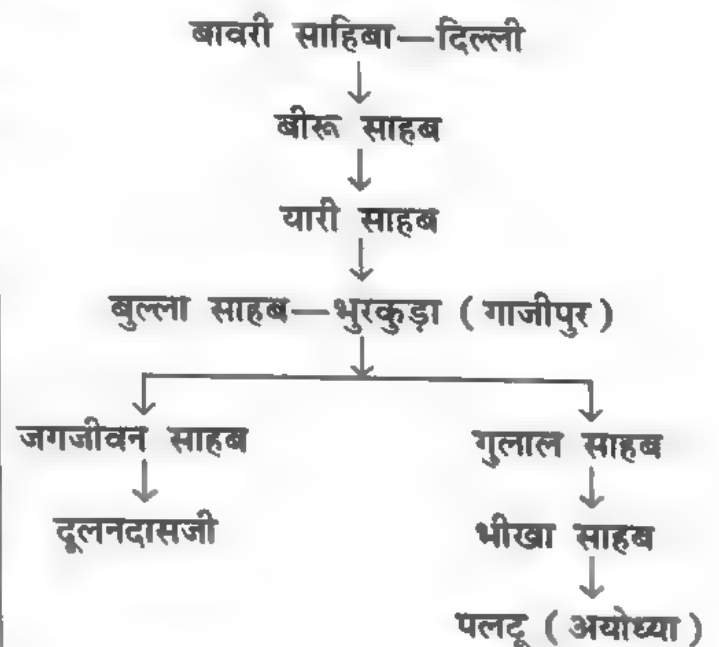 बावरी साहिबा—दिल्ली
बीरू साहब
यारी साहब
बुल्ला साहब—भुरकुड़ा ( गाजीपुर )
जगजीवन साहब
गुलाल साहब
दूलनदासजी
भीखा साहब
पलटू ( अयोध्या )